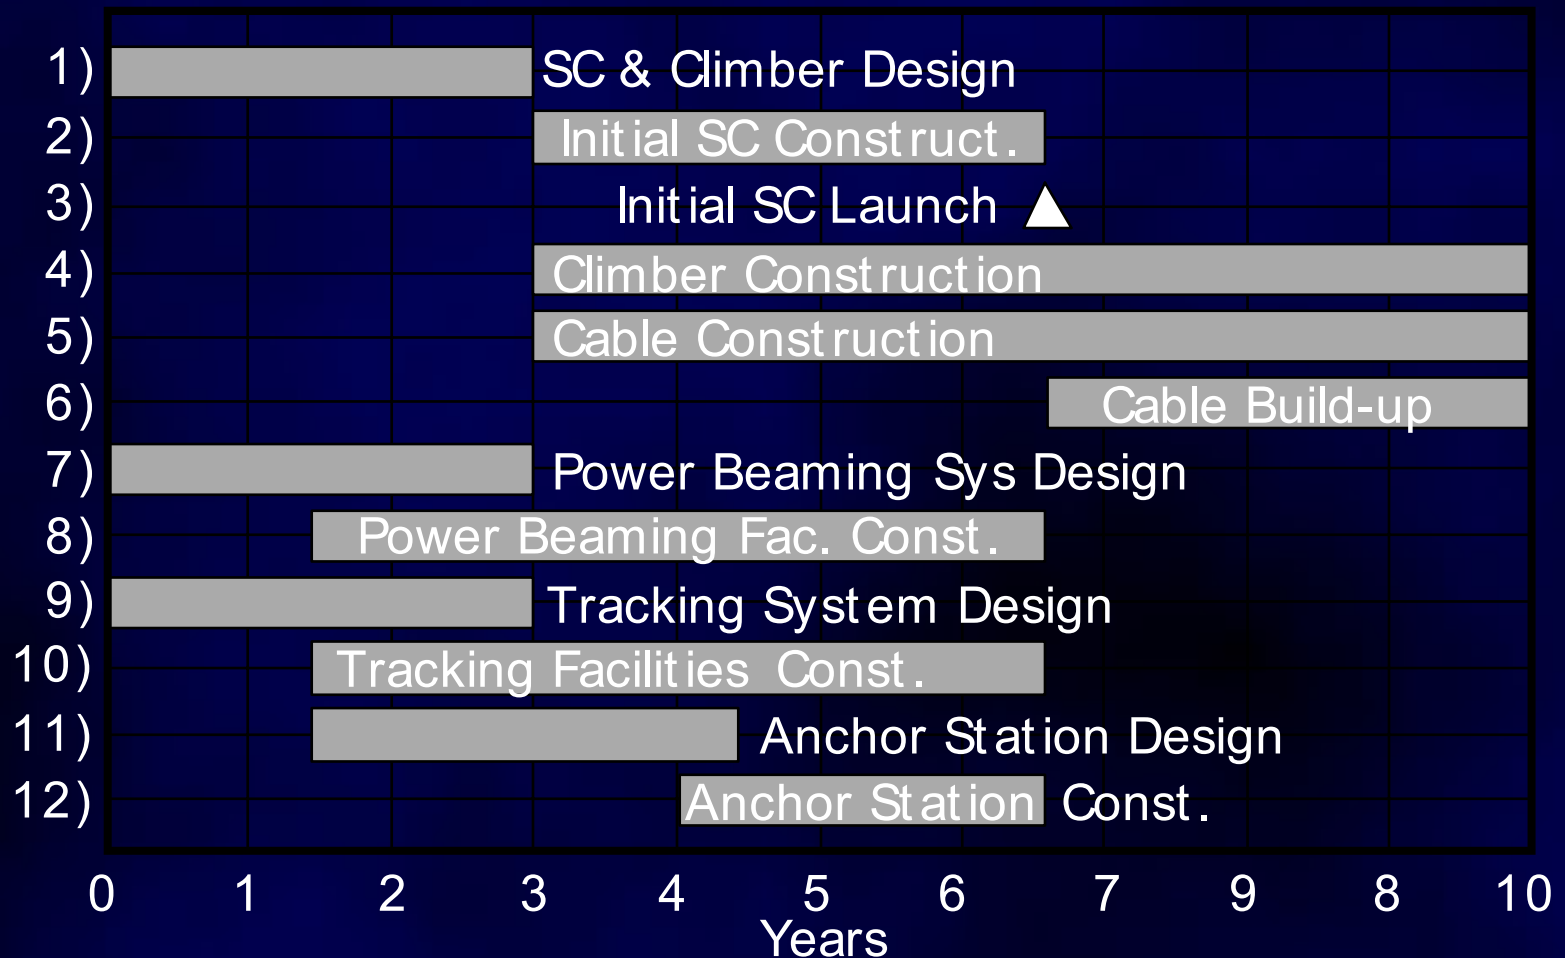 1) SC & Climber Design
2) Initial SC Construct.
3) Initial SC Launch
4) Climber Construction
5) Cable Construction
6) Cable Build-up
7) Power Beaming Sys Design
8) Power Beaming Fac. Const.
9) Tracking System Design
10) Tracking Facilities Const.
11) Anchor Station Design
12) Anchor Station Const.
0 1 2 3 4 5 6 7 9 8 10
Years